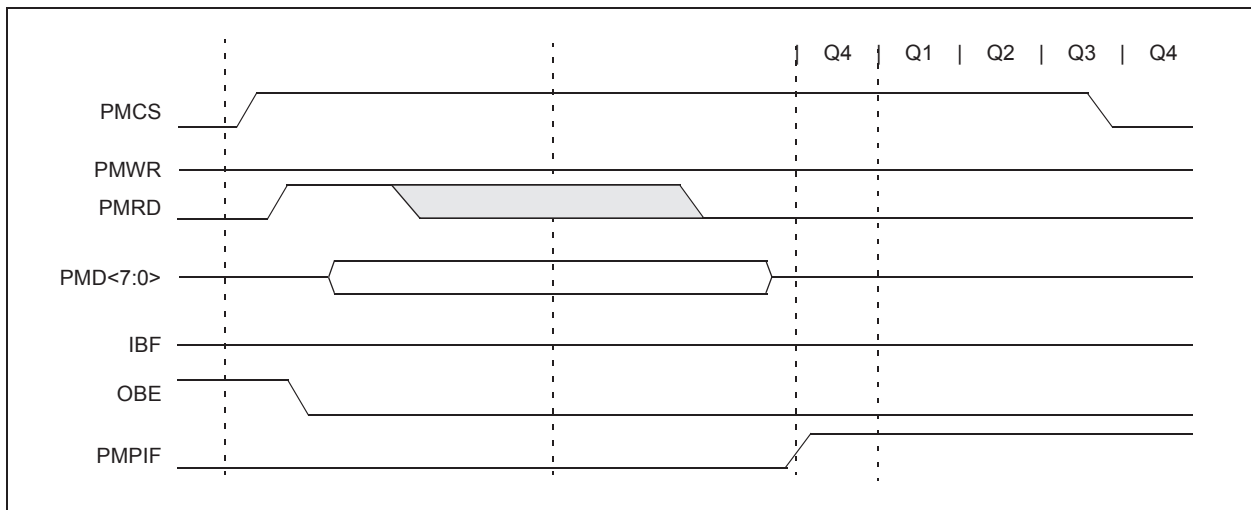 | Q4 | Q1 | Q2 | Q3 | Q4
PMCS
PMWR
PMRD
PMD<7:0>
IBF
OBE
PMPIF